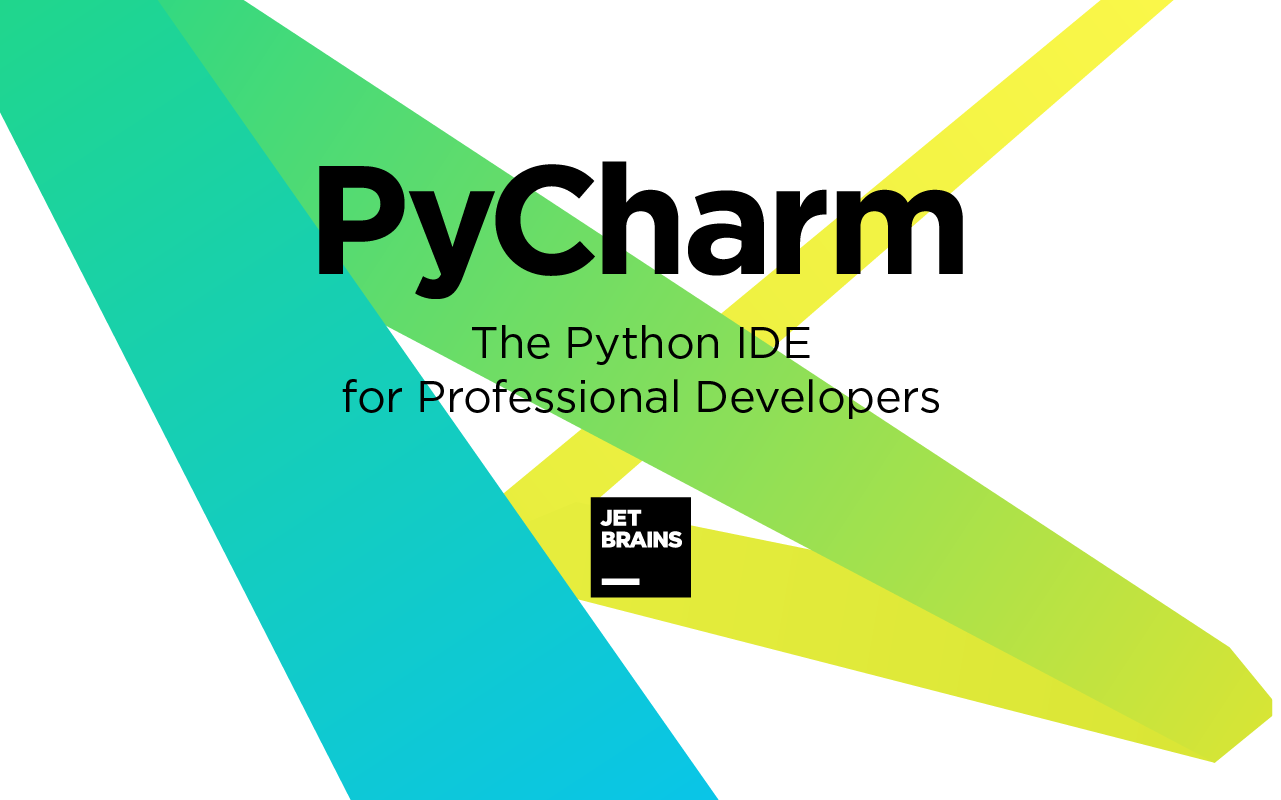 PyCharm
The Python IDE
for Professional Developers
JET
BRAINS